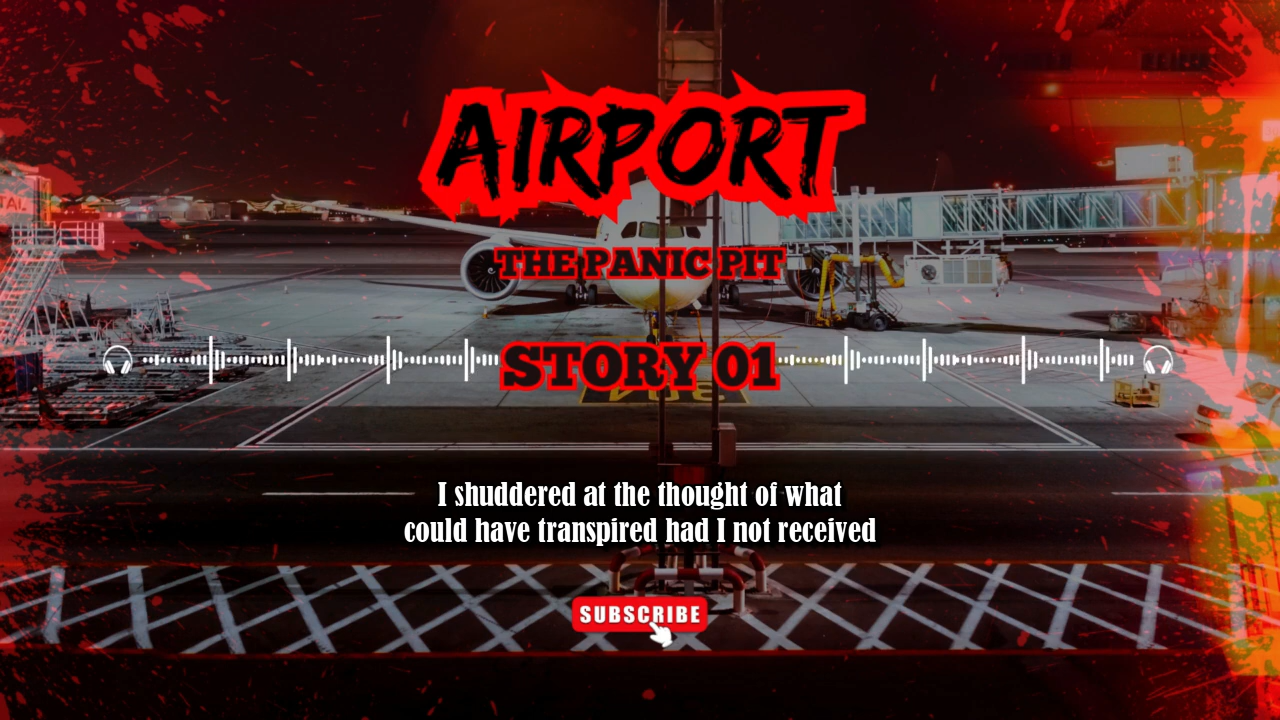 AIRPORT
THE PANIC PIT
STORY 01
I shuddered at the thought of what
could have transpired had I not received
SUBSCRIBE